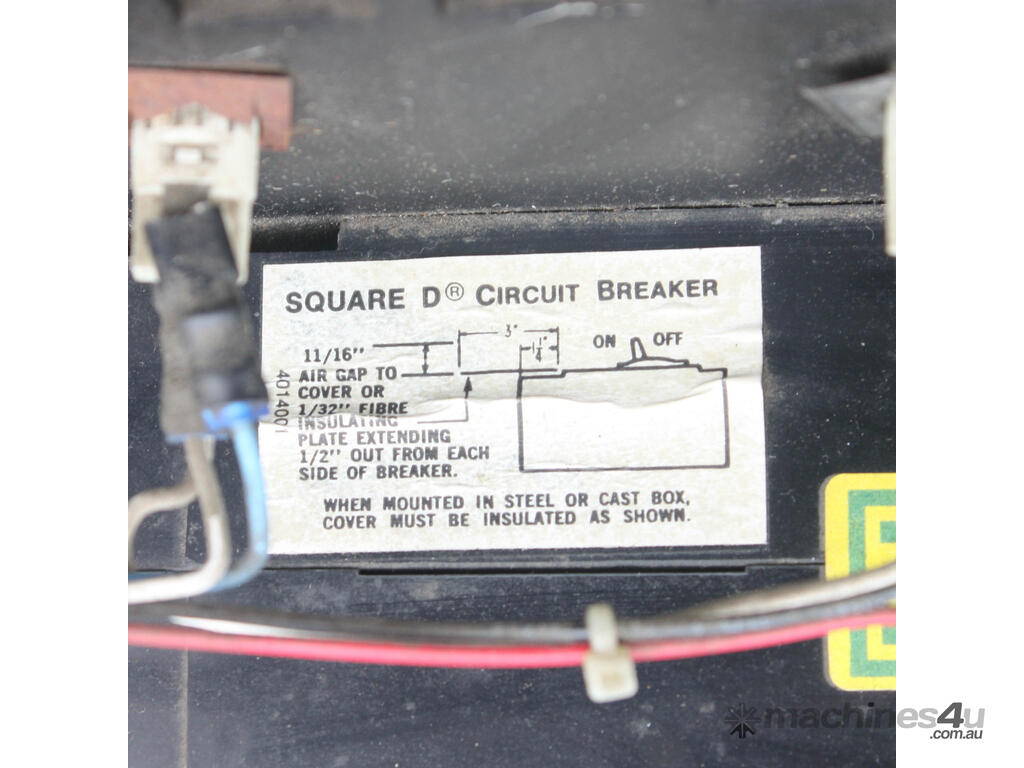 SQUARE D® CIRCUIT BREAKER
3"
1 1/4"
ON OFF
11/16"
AIR GAP TO
COVER OR
1/32" FIBRE
INSULATING
PLATE EXTENDING
1/2" OUT FROM EACH
SIDE OF BREAKER.
4014001
WHEN MOUNTED IN STEEL OR CAST BOX,
COVER MUST BE INSULATED AS SHOWN.
machines4u
.com.au